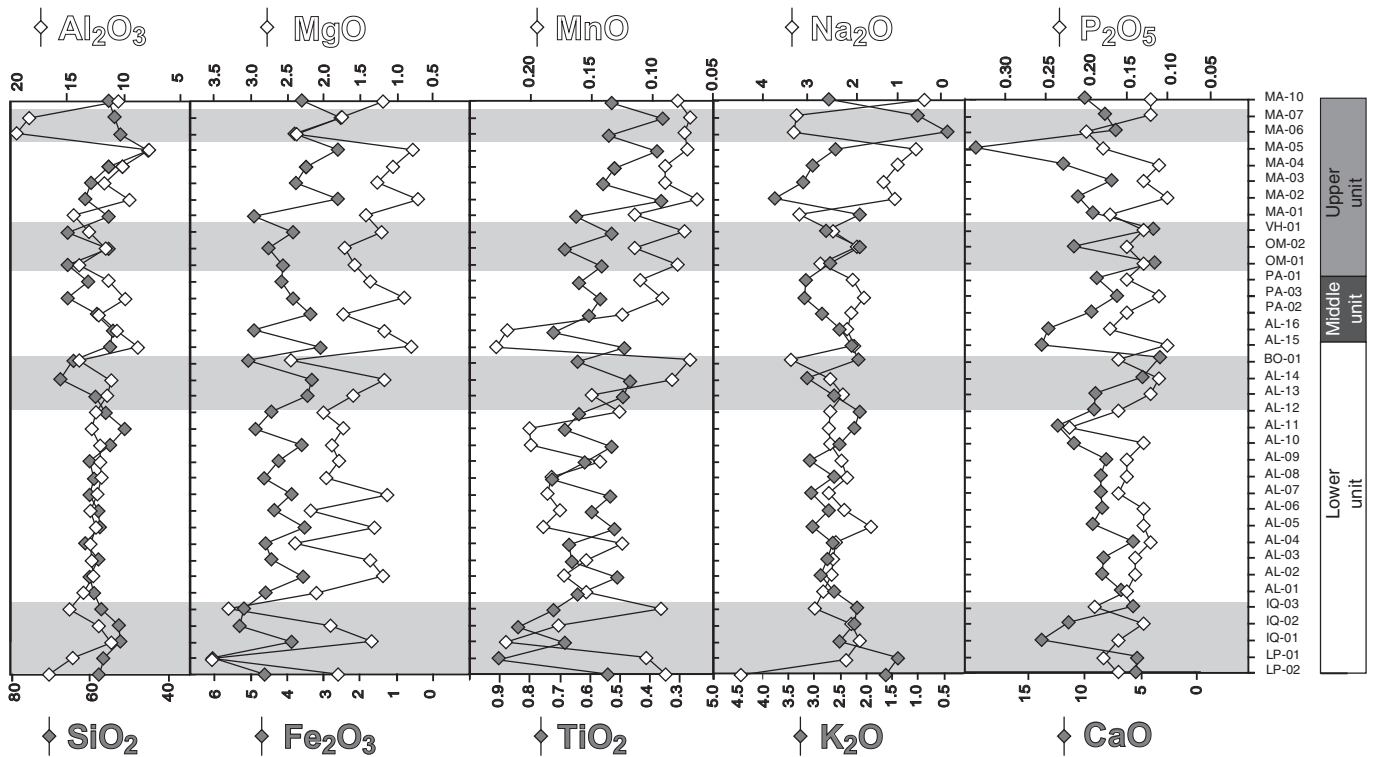 Al2O3 MgO MnO Na2O P2O5
20 15 10 5 3.5 3.0 2.5 2.0 1.5 1.0 0.5 0.20 0.15 0.10 0.05 4 3 2 1 0 0.30 0.25 0.20 0.15 0.10 0.05
MA-10
MA-07
MA-06
MA-05
MA-04
MA-03
MA-02
MA-01
VH-01
OM-02
OM-01
PA-01
PA-03
PA-02
AL-16
AL-15
BO-01
AL-14
AL-13
AL-12
AL-11
AL-10
AL-09
AL-08
AL-07
AL-06
AL-05
AL-04
AL-03
AL-02
AL-01
IQ-03
IQ-02
IQ-01
LP-01
LP-02
Upper
unit
Middle
unit
Lower
unit
80 60 40 6 5 4 3 2 1 0 0.9 0.7 0.5 0.3 5.0 4.5 4.0 3.0 2.5 2.0 1.5 1.0 0.5 15 10 5 0
SiO2 Fe2O3 TiO2 K2O CaO